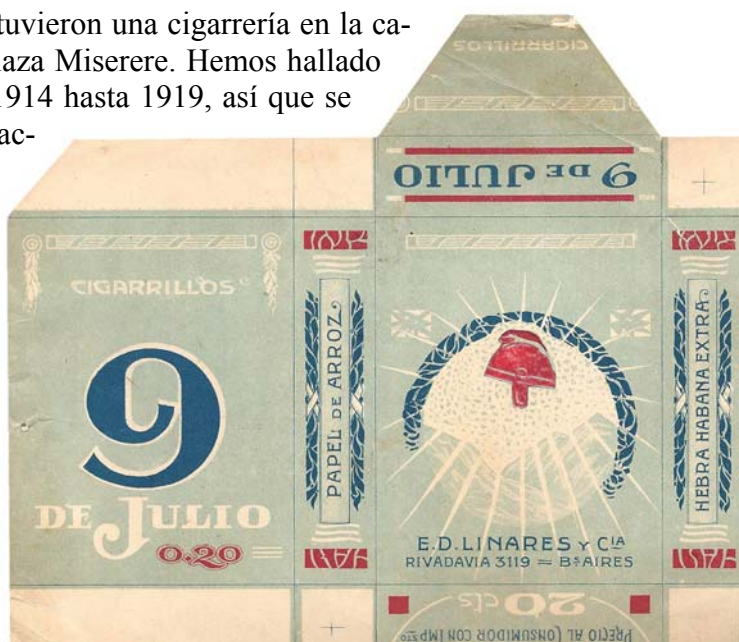 tuvieron una cigarrería en la ca-
laza Miserere. Hemos hallado
1914 hasta 1919, así que se
ac-
CIGARRILLOS
9 DE JULIO
CIGARRILLOS
9
DE JULIO
0.20
PAPEL DE ARROZ
E.D. LINARES Y CIA
RIVADAVIA 3119 = Bs AIRES
HEBRA HABANA EXTRA
20 cts
PRECIO AL CONSUMIDOR CON IMPTO